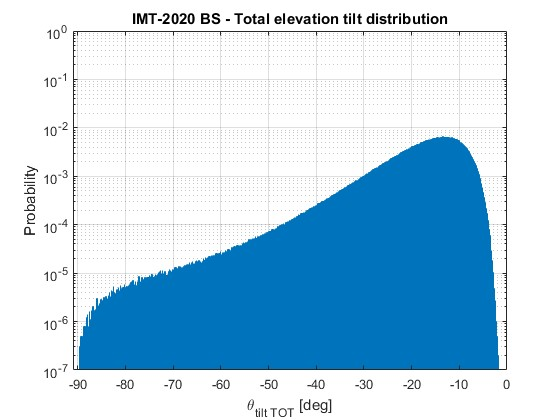 IMT-2020 BS - Total elevation tilt distribution
10^0
10^-1
10^-2
10^-3
10^-4
10^-5
10^-6
10^-7
Probability
-90 -80 -70 -60 -50 -40 -30 -20 -10 0
θ_tilt TOT [deg]